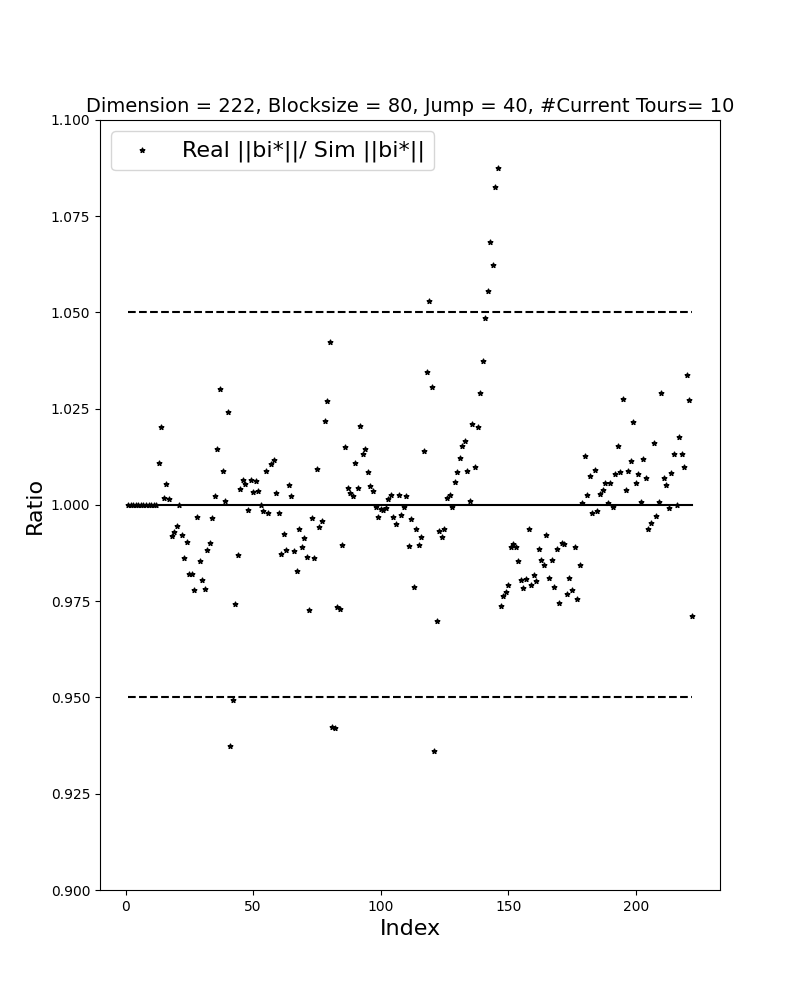 Dimension = 222, Blocksize = 80, Jump = 40, #Current Tours= 10
Real ||bi*||/ Sim ||bi*||
1.100
1.075
1.050
1.025
1.000
0.975
0.950
0.925
0.900
Ratio
0 50 100 150 200
Index